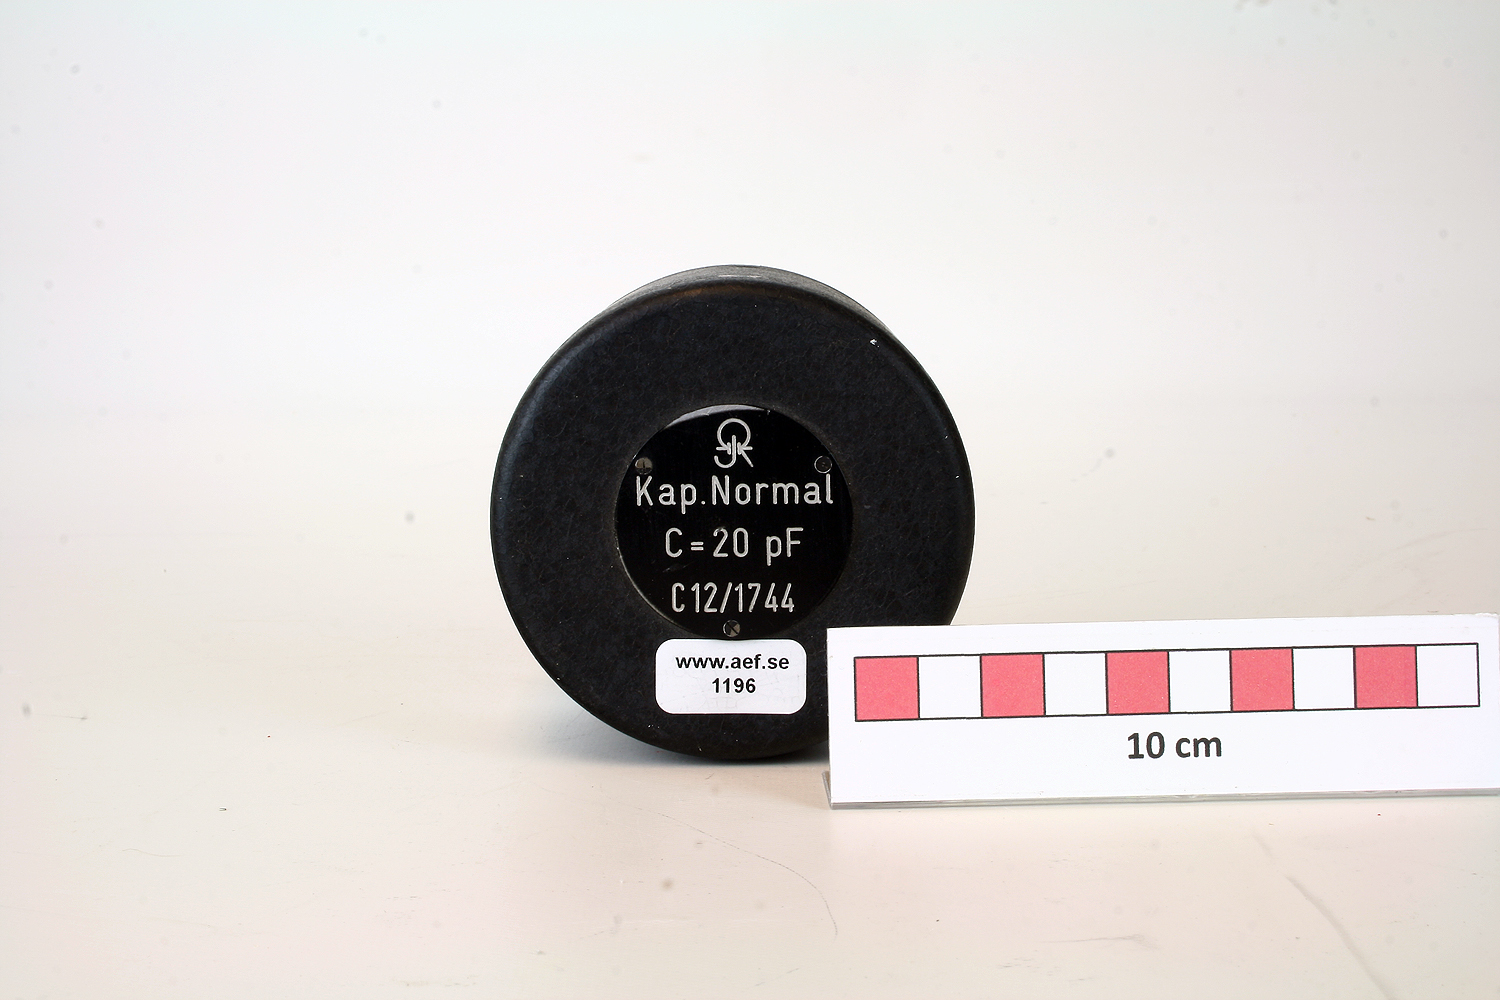 Kap.Normal
C=20 pF
C12/1744
www.aef.se
1196
10 cm